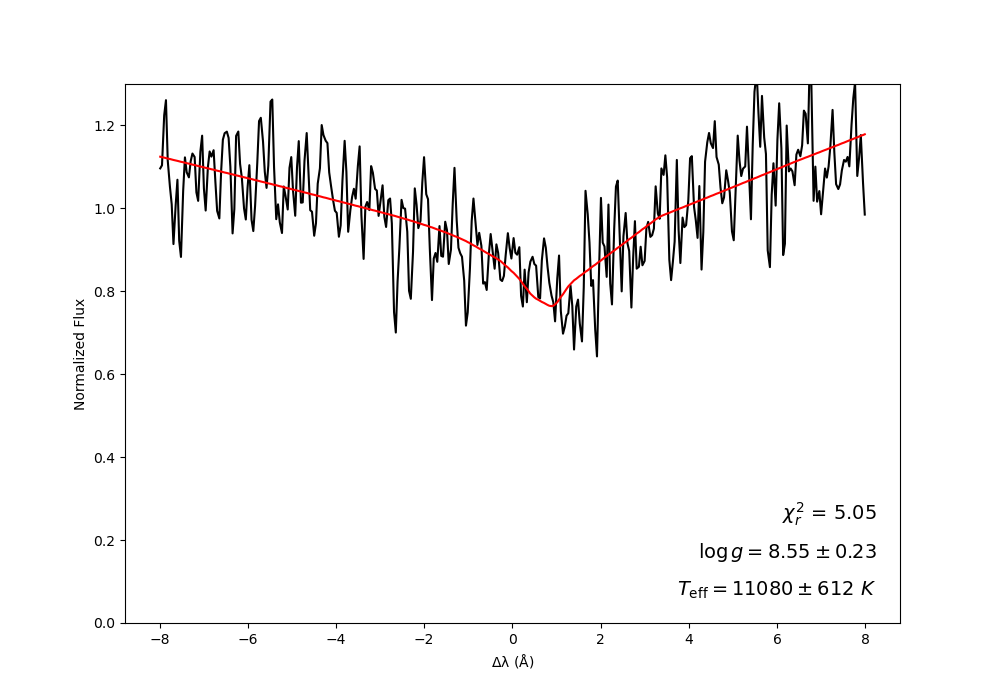 1.2
1.0
0.8
0.6
0.4
0.2
0.0
Normalized Flux
χ²ᵣ = 5.05
log g = 8.55 ± 0.23
T_eff = 11080 ± 612 K
−8 −6 −4 −2 0 2 4 6 8
Δλ (Å)